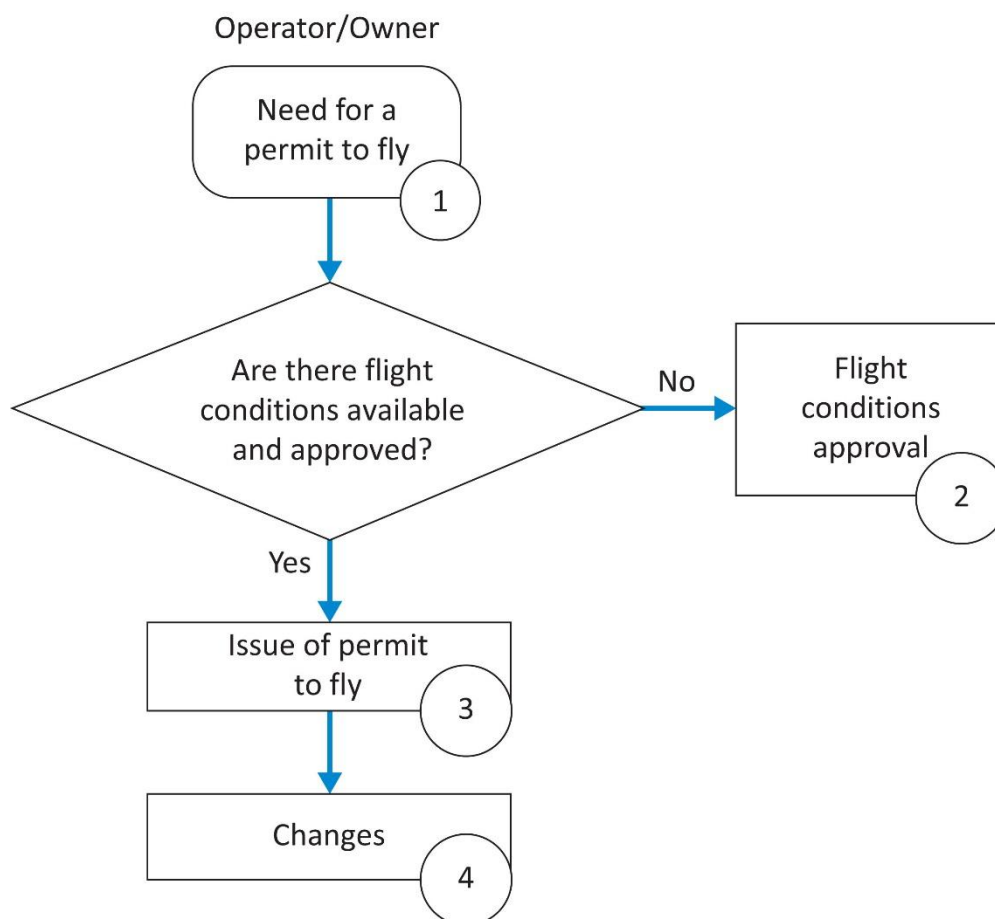 Operator/Owner
Need for a
permit to fly
1
Are there flight
conditions available
and approved?
No
Flight
conditions
approval
2
Yes
Issue of permit
to fly
3
Changes
4